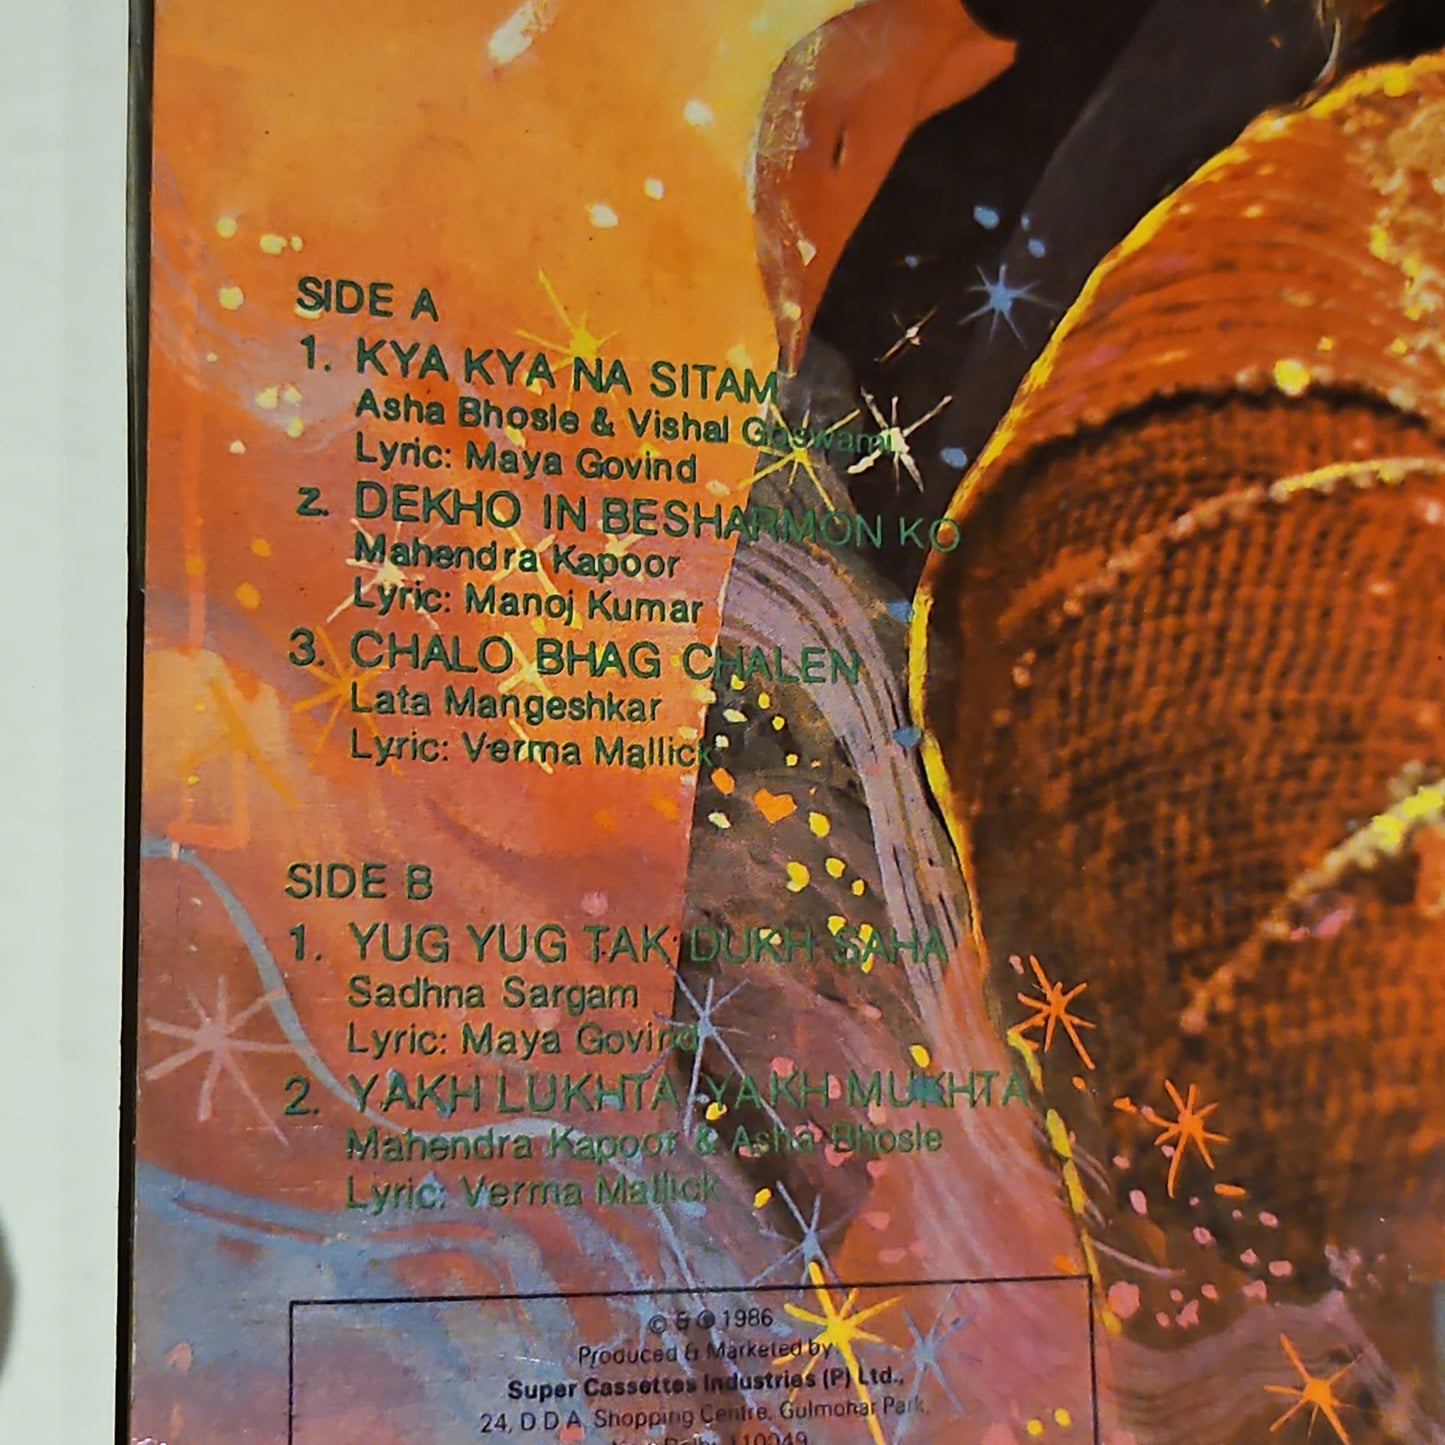 SIDE A
1. KYA KYA NA SITAM
Asha Bhosle & Vishal Goswami
Lyric: Maya Govind
2. DEKHO IN BESHARMON KO
Mahendra Kapoor
Lyric: Manoj Kumar
3. CHALO BHAG CHALEN
Lata Mangeshkar
Lyric: Verma Mallick
SIDE B
1. YUG YUG TAK DUKH SAHA
Sadhna Sargam
Lyric: Maya Govind
2. YAKH LUKHTA YAKH MUKHTA
Mahendra Kapoor & Asha Bhosle
Lyric: Verma Mallick
© & ℗ 1986
Produced & Marketed by
Super Cassettes Industries (P) Ltd.,
24, D D A, Shopping Centre, Gulmohar Park,
110049